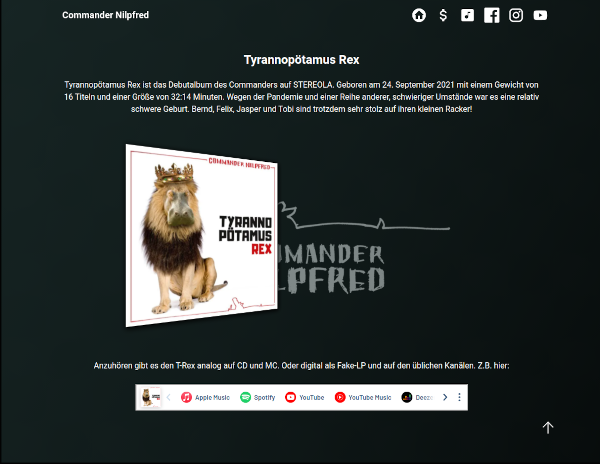 Commander Nilpfred
Tyrannopötamus Rex
Tyrannopötamus Rex ist das Debutalbum des Commanders auf STEREOLA. Geboren am 24. September 2021 mit einem Gewicht von
16 Titeln und einer Größe von 32:14 Minuten. Wegen der Pandemie und einer Reihe anderer, schwieriger Umstände war es eine relativ
schwere Geburt. Bernd, Felix, Jasper und Tobi sind trotzdem sehr stolz auf ihren kleinen Racker!
COMMANDER NILPFRED
TYRANNO
PÖTAMUS
REX
MMANDER
LPFRED
Anzuhören gibt es den T-Rex analog auf CD und MC. Oder digital als Fake-LP und auf den üblichen Kanälen. Z.B. hier:
Apple Music Spotify YouTube YouTube Music Deeze